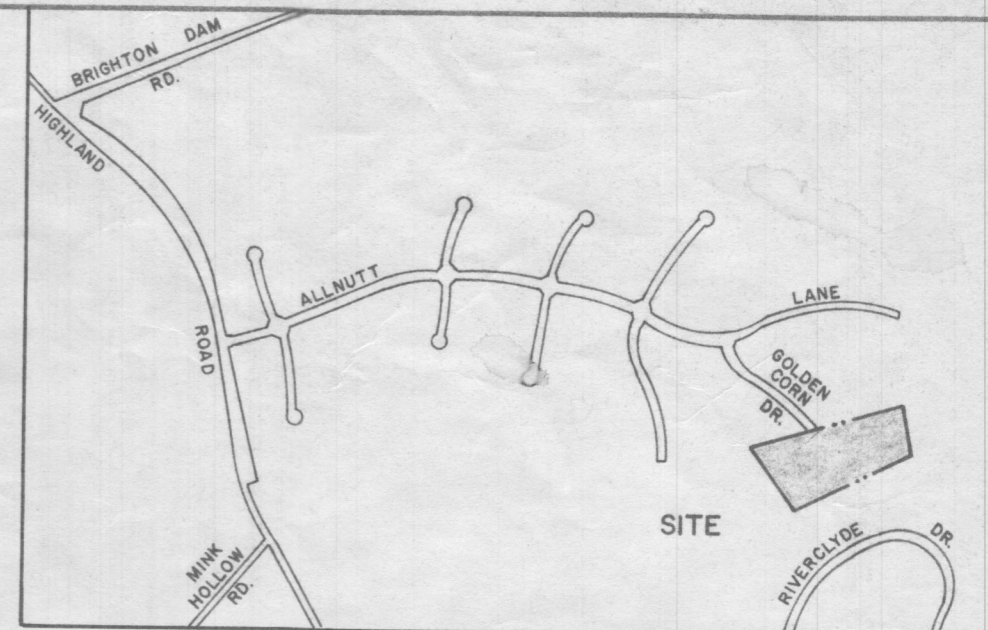 BRIGHTON DAM
RD.
HIGHLAND
ROAD
ALLNUTT
LANE
GOLDEN
CORN
DR.
SITE
MINK
HOLLOW
RD.
RIVERCLYDE
DR.